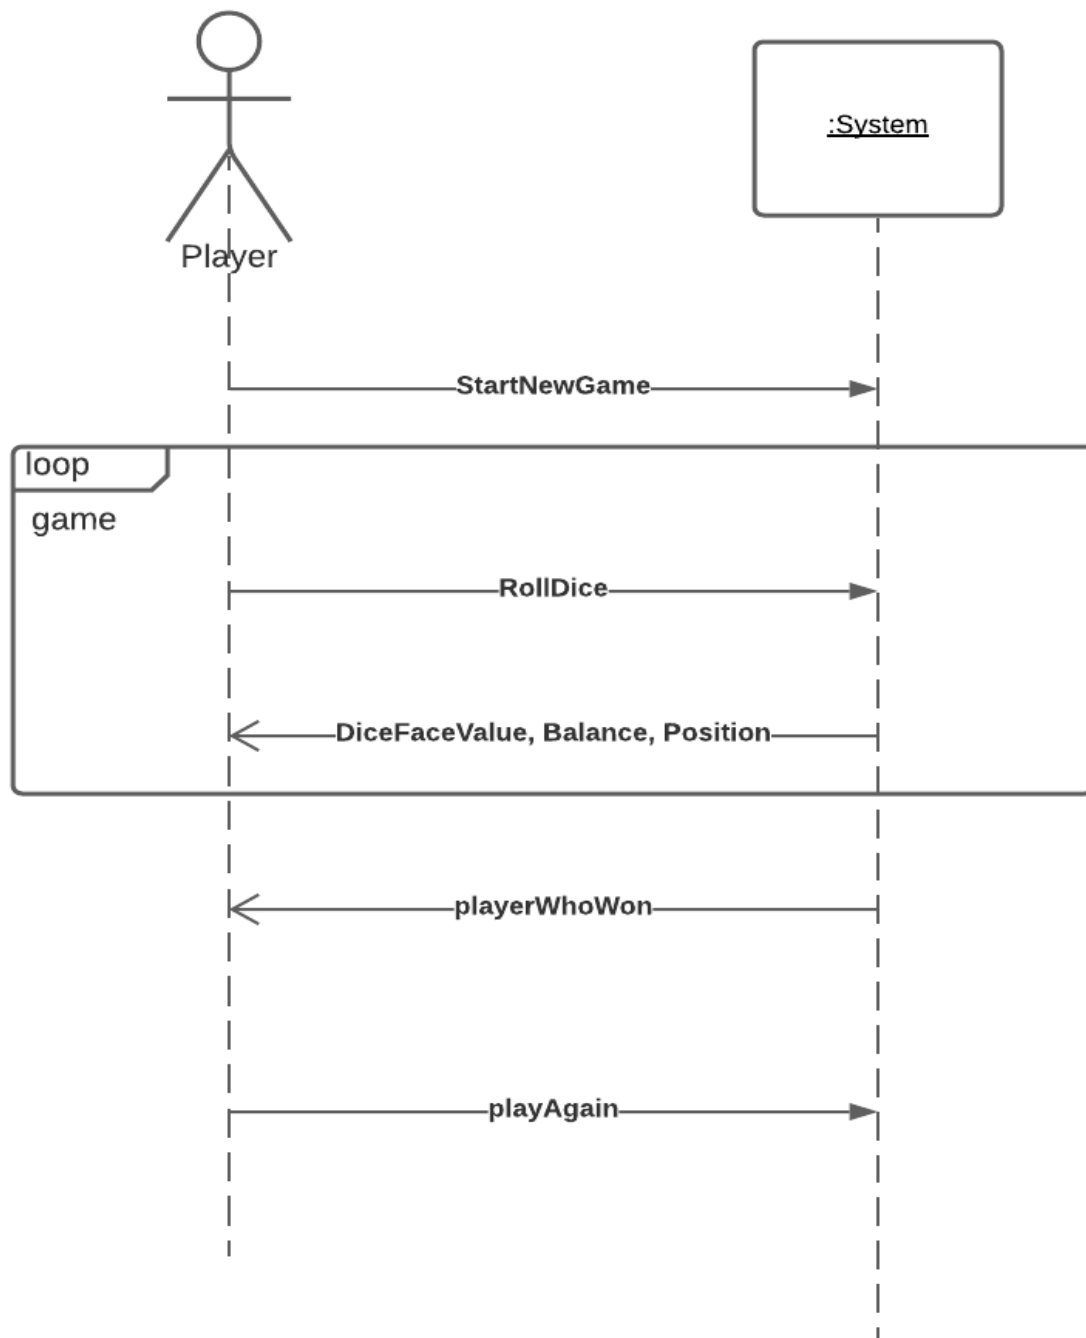 :System
Player
StartNewGame
loop
game
RollDice
DiceFaceValue, Balance, Position
playerWhoWon
playAgain